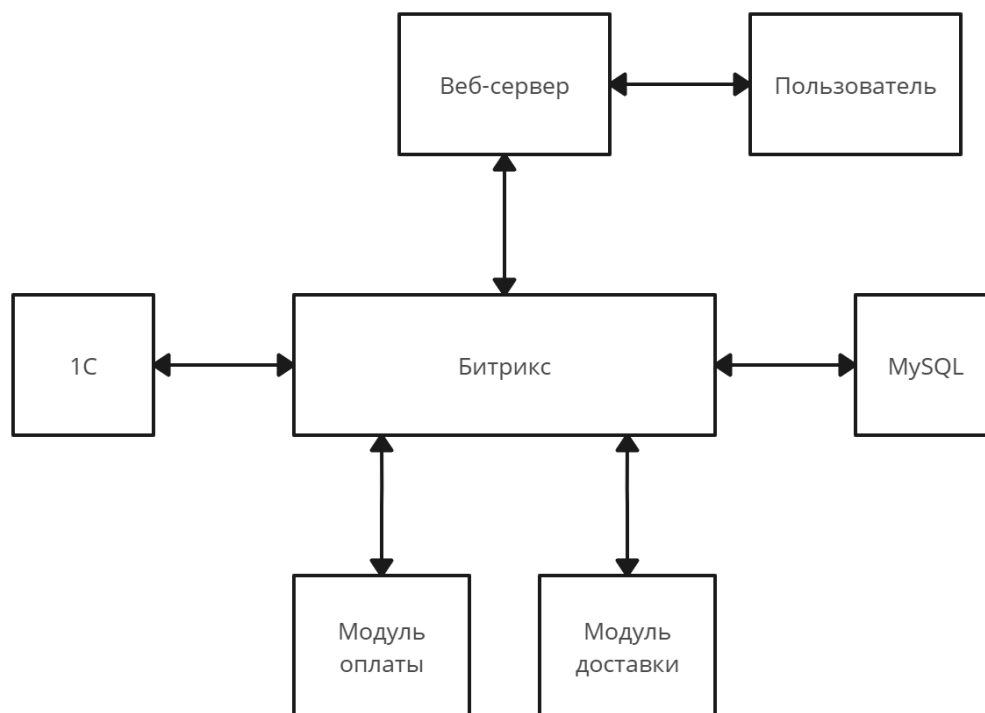 Веб-сервер
Пользователь
1С
Битрикс
MySQL
Модуль
оплаты
Модуль
доставки